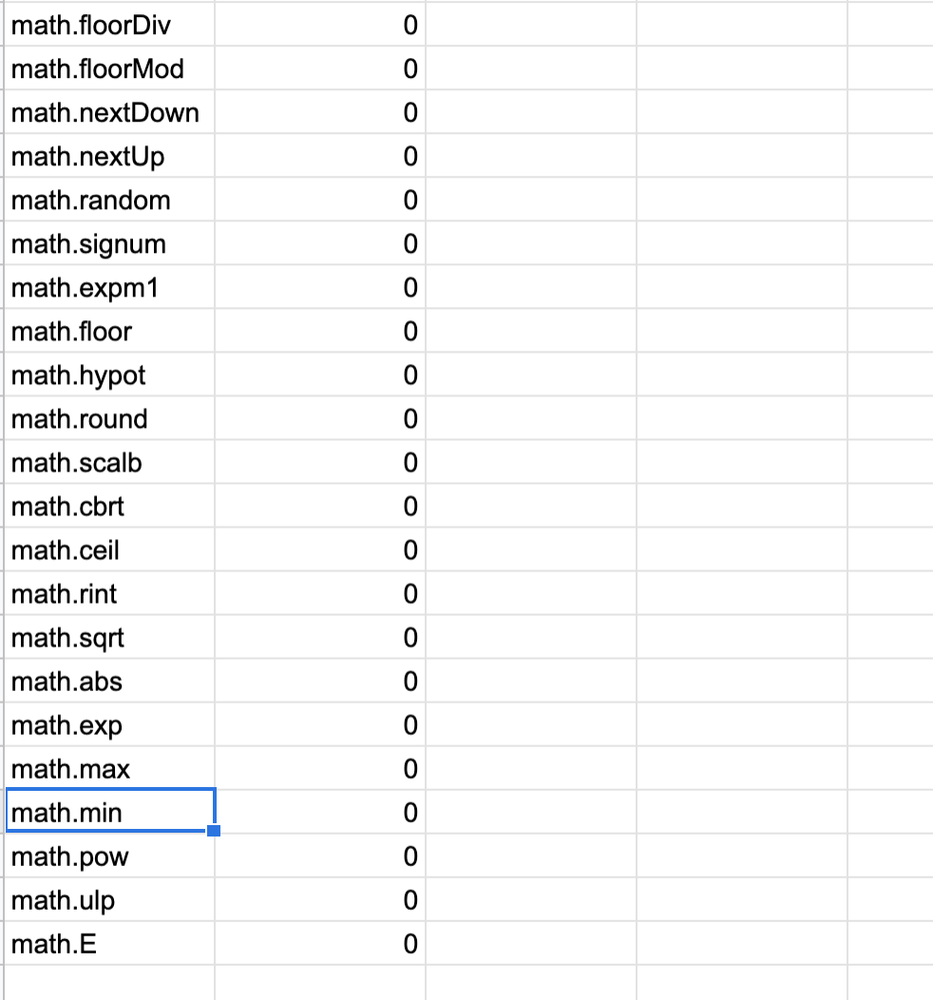 math.floorDiv 0
math.floorMod 0
math.nextDown 0
math.nextUp 0
math.random 0
math.signum 0
math.expm1 0
math.floor 0
math.hypot 0
math.round 0
math.scalb 0
math.cbrt 0
math.ceil 0
math.rint 0
math.sqrt 0
math.abs 0
math.exp 0
math.max 0
math.min 0
math.pow 0
math.ulp 0
math.E 0